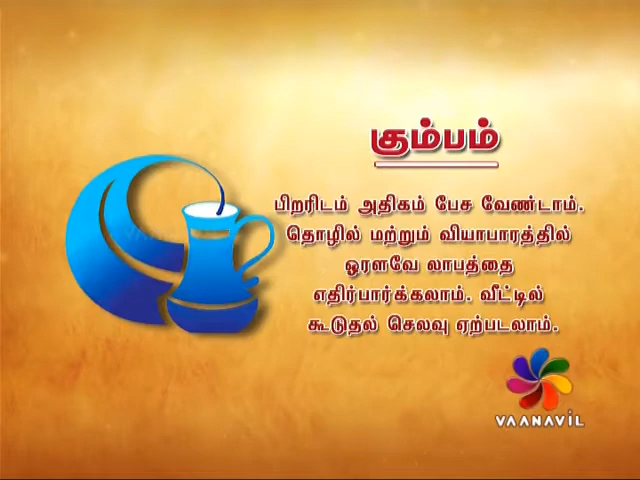 கும்பம்
பிறரிடம் அதிகம் பேச வேண்டாம்.
தொழில் மற்றும் வியாபாரத்தில்
ஓரளவே லாபத்தை
எதிர்பார்க்கலாம். வீட்டில்
கூடுதல் செலவு ஏற்படலாம்.
VAANAViL